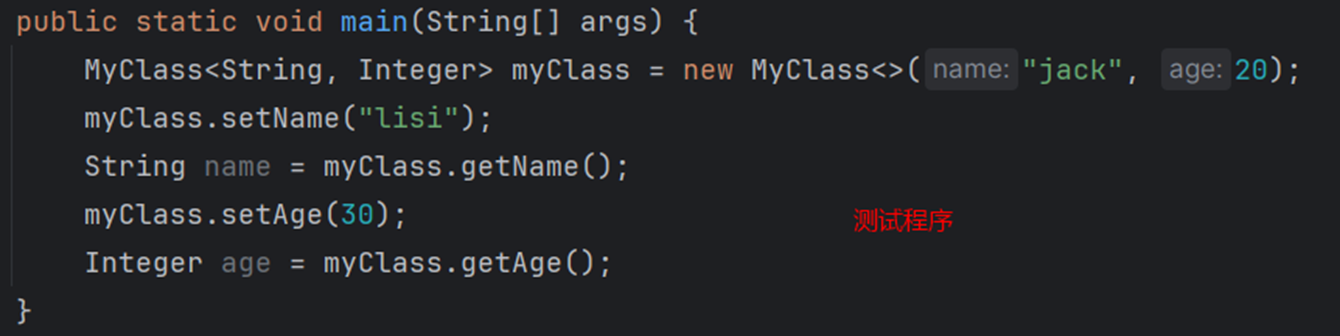 public static void main(String[] args) {
MyClass<String, Integer> myClass = new MyClass<>( name: "jack", age: 20);
myClass.setName("lisi");
String name = myClass.getName();
myClass.setAge(30);
测试程序
Integer age = myClass.getAge();
}